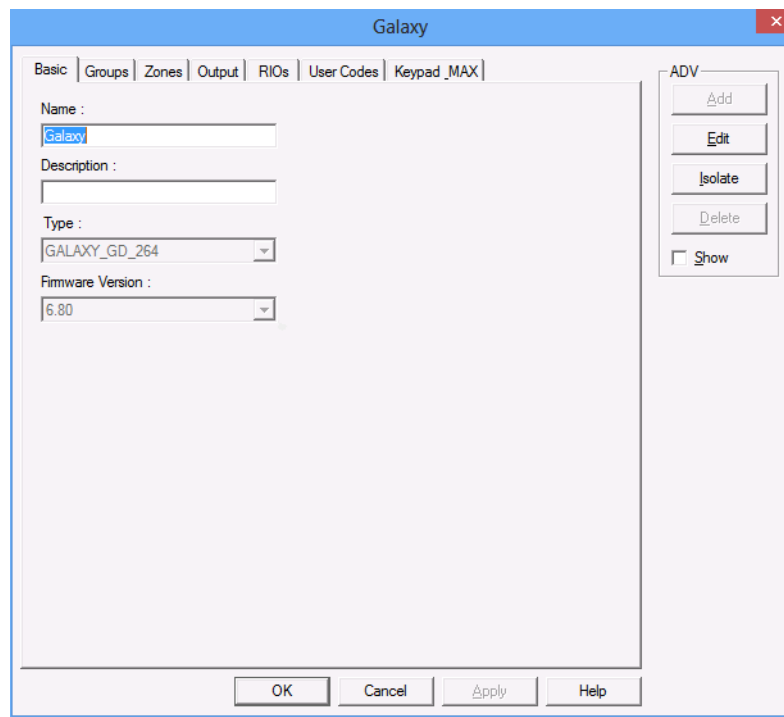 Galaxy
Basic Groups Zones Output RIOs User Codes Keypad _MAX
Name :
Galaxy
Description :
Type :
GALAXY_GD_264
Firmware Version :
6.80
ADV
Add
Edit
Isolate
Delete
Show
OK Cancel Apply Help